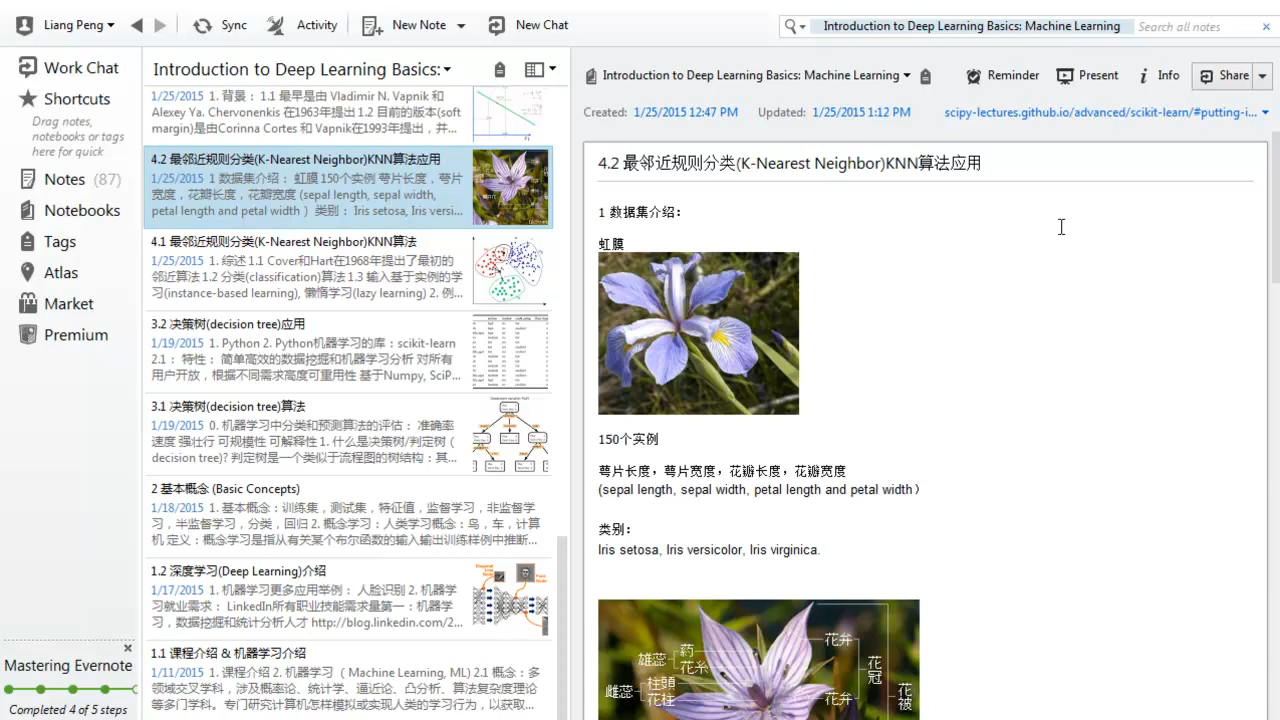 Liang Peng
Sync
Activity
New Note
New Chat
Introduction to Deep Learning Basics: Machine Learning
Search all notes
Work Chat
Shortcuts
Drag notes,
notebooks or tags
here for quick
Notes (87)
Notebooks
Tags
Atlas
Market
Premium
Mastering Evernote
Completed 4 of 5 steps
Introduction to Deep Learning Basics:
1/25/2015 1. 背景： 1.1 最早是由 Vladimir N. Vapnik 和
Alexey Ya. Chervonenkis 在1963年提出 1.2 目前的版本(soft
margin)是由Corinna Cortes 和 Vapnik在1993年提出，并...
4.2 最邻近规则分类(K-Nearest Neighbor)KNN算法应用
1/25/2015 1 数据集介绍： 虹膜 150个实例 萼片长度，萼片
宽度，花瓣长度，花瓣宽度 (sepal length, sepal width,
petal length and petal width ) 类别： Iris setosa, Iris versi...
4.1 最邻近规则分类(K-Nearest Neighbor)KNN算法
1/25/2015 1. 综述 1.1 Cover和Hart在1968年提出了最初的
邻近算法 1.2 分类(classification)算法 1.3 输入基于实例的学
习(instance-based learning), 懒惰学习(lazy learning) 2. 例...
3.2 决策树(decision tree)应用
1/19/2015 1. Python 2. Python机器学习的库：scikit-learn
2.1： 特性： 简单高效的数据挖掘和机器学习分析 对所有
用户开放，根据不同需求高度可重用性 基于Numpy, SciP...
3.1 决策树(decision tree)算法
1/19/2015 0. 机器学习中分类和预测算法的评估： 准确率
速度 强壮行 可规模性 可解释性 1. 什么是决策树/判定树（
decision tree)? 判定树是一个类似于流程图的树结构：其...
2 基本概念 (Basic Concepts)
1/18/2015 1. 基本概念：训练集，测试集，特征值，监督学习，非监督学
习，半监督学习，分类，回归 2. 概念学习：人类学习概念：鸟，车，计算
机 定义：概念学习是指从有关某个布尔函数的输入输出训练样例中推断...
1.2 深度学习(Deep Learning)介绍
1/17/2015 1. 机器学习更多应用举例： 人脸识别 2. 机器学
习就业需求： LinkedIn所有职业技能需求量第一：机器学习
，数据挖掘和统计分析人才 http://blog.linkedin.com/2...
1.1 课程介绍 & 机器学习介绍
1/11/2015 1. 课程介绍 2. 机器学习 （ Machine Learning, ML) 2.1 概念：多
领域交叉学科，涉及概率论、统计学、逼近论、凸分析、算法复杂度理论
等多门学科。专门研究计算机怎样模拟或实现人类的学习行为，以获取...
Introduction to Deep Learning Basics: Machine Learning
Reminder
Present
Info
Share
Created: 1/25/2015 12:47 PM Updated: 1/25/2015 1:12 PM
scipy-lectures.github.io/advanced/scikit-learn/#putting-i...
4.2 最邻近规则分类(K-Nearest Neighbor)KNN算法应用
1 数据集介绍：
虹膜
150个实例
萼片长度，萼片宽度，花瓣长度，花瓣宽度
(sepal length, sepal width, petal length and petal width）
类别：
Iris setosa, Iris versicolor, Iris virginica.
雄蕊
葯
花糸
雌蕊
柱頭
花柱
花弁
花弁
花冠
花被